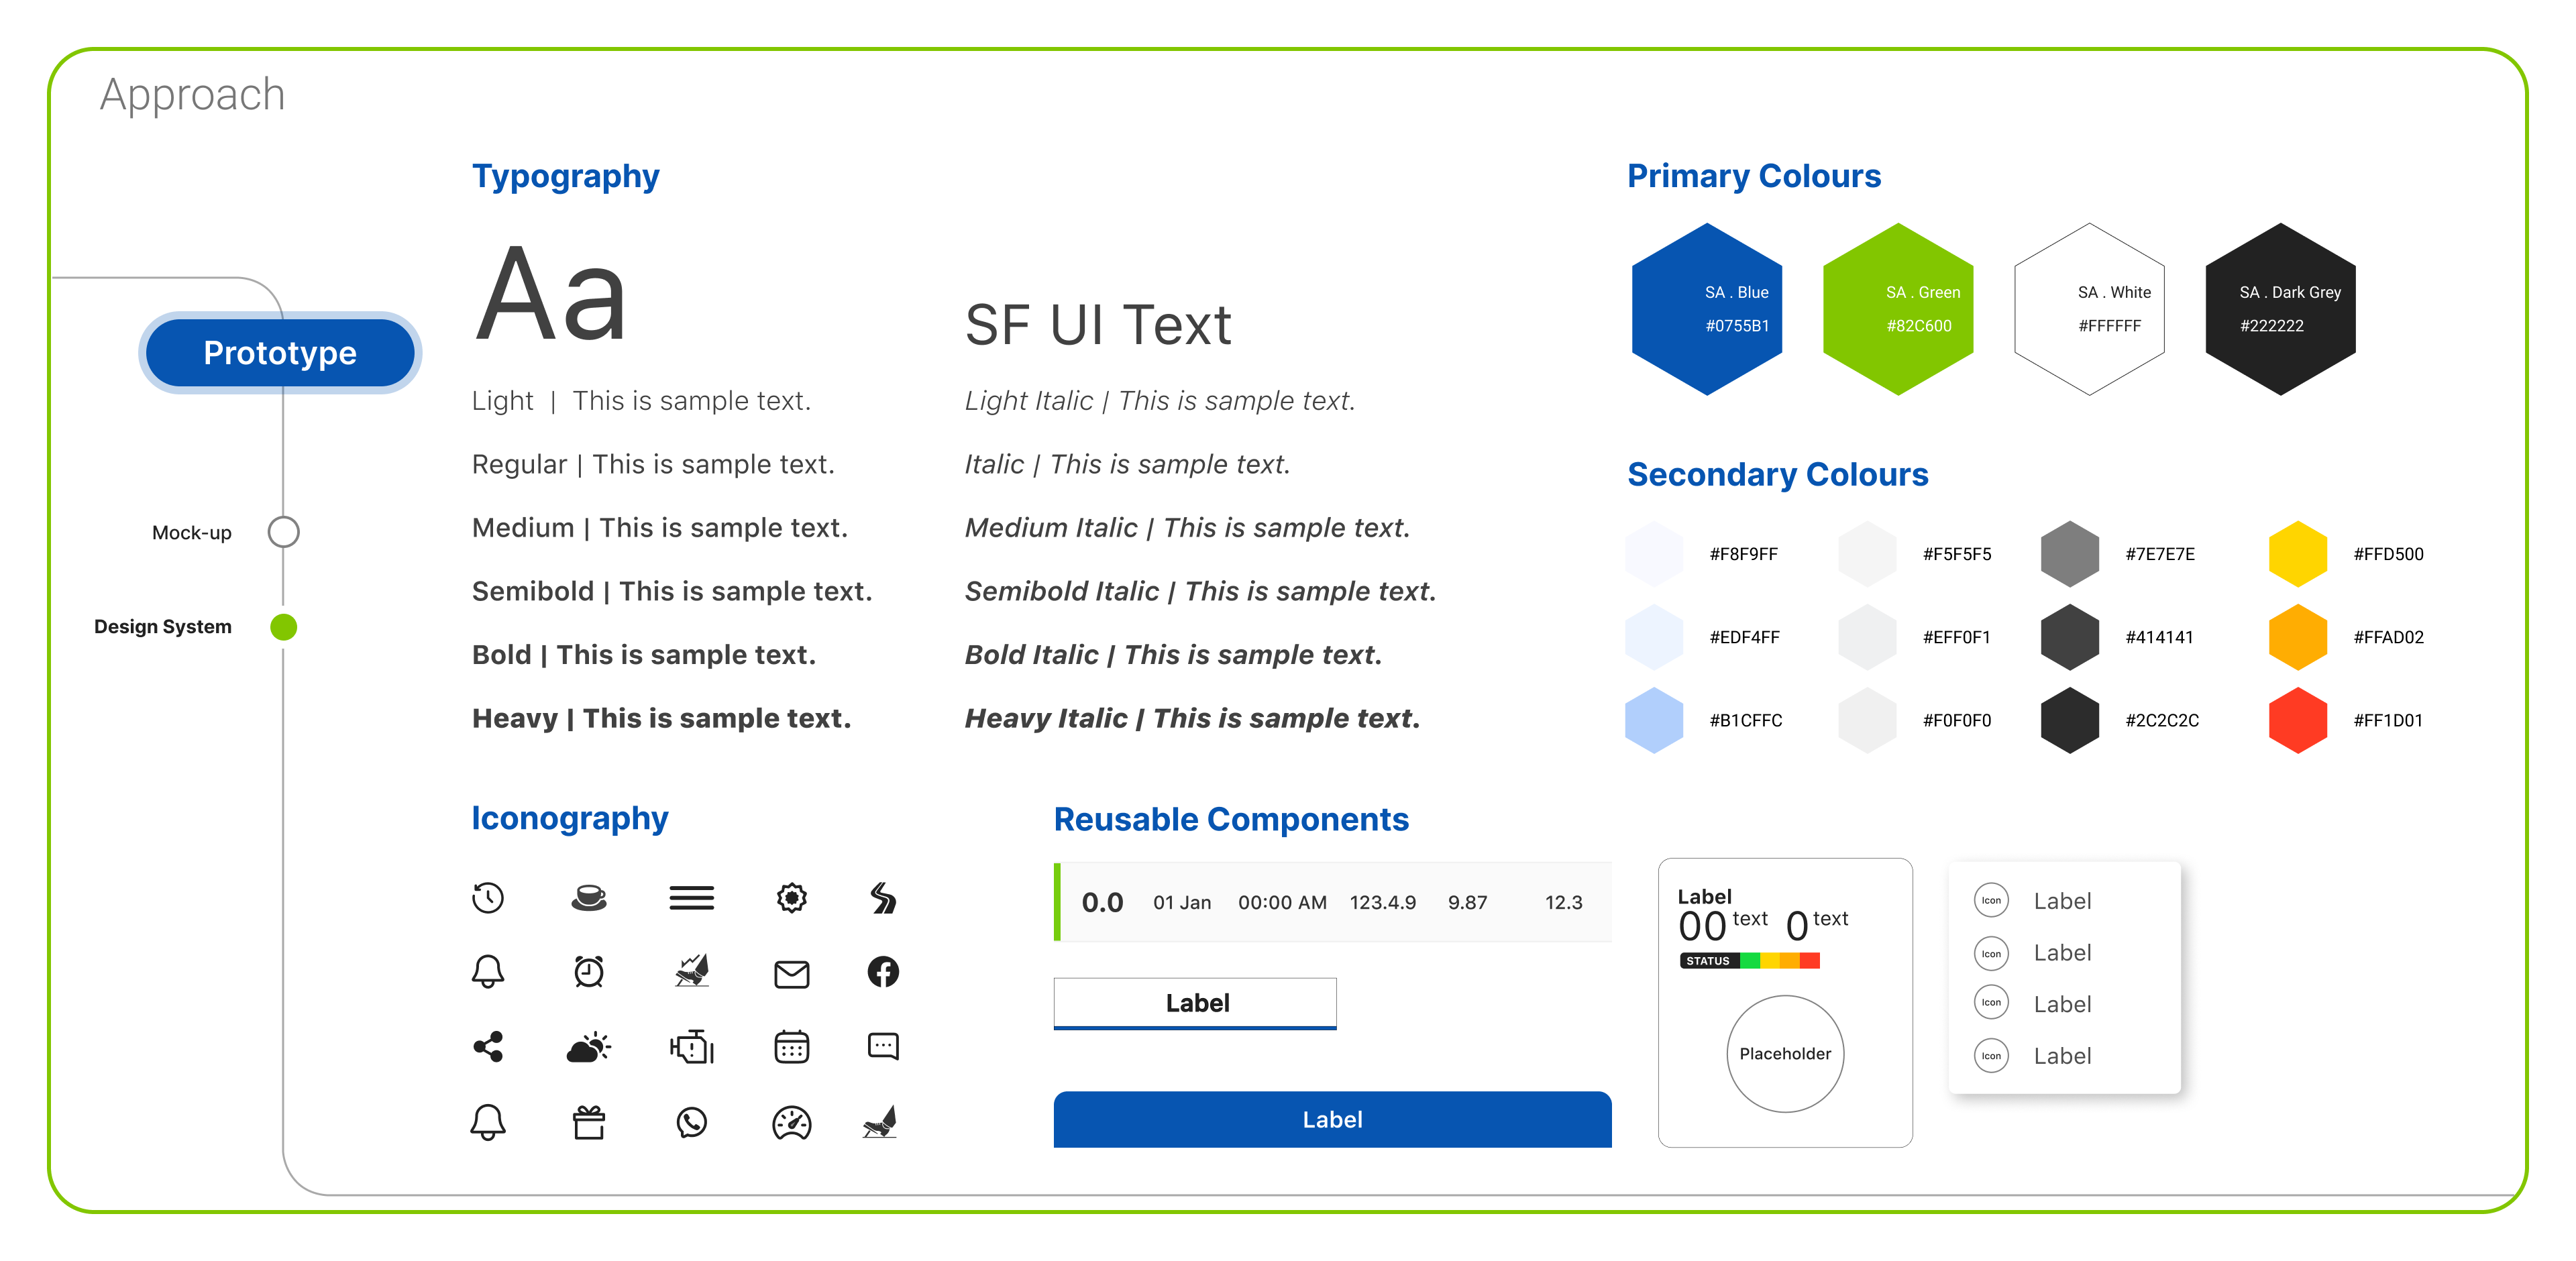 Approach
Prototype
Mock-up
Design System
Typography
Aa
SF UI Text
Light | This is sample text.
Light Italic | This is sample text.
Regular | This is sample text.
Italic | This is sample text.
Medium | This is sample text.
Medium Italic | This is sample text.
Semibold | This is sample text.
Semibold Italic | This is sample text.
Bold | This is sample text.
Bold Italic | This is sample text.
Heavy | This is sample text.
Heavy Italic | This is sample text.
Primary Colours
SA . Blue
#0755B1
SA . Green
#82C600
SA . White
#FFFFFF
SA . Dark Grey
#222222
Secondary Colours
#F8F9FF
#F5F5F5
#7E7E7E
#FFD500
#EDF4FF
#EFF0F1
#414141
#FFAD02
#B1CFFC
#F0F0F0
#2C2C2C
#FF1D01
Iconography
Reusable Components
0.0 01 Jan 00:00 AM 123.4.9 9.87 12.3
Label
Label
Label
00 text 0 text
STATUS
Placeholder
Icon Label
Icon Label
Icon Label
Icon Label